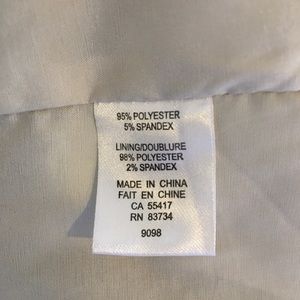 95% POLYESTER
5% SPANDEX
LINING/DOUBLURE
98% POLYESTER
2% SPANDEX
MADE IN CHINA
FAIT EN CHINE
CA 55417
RN 83734
9098